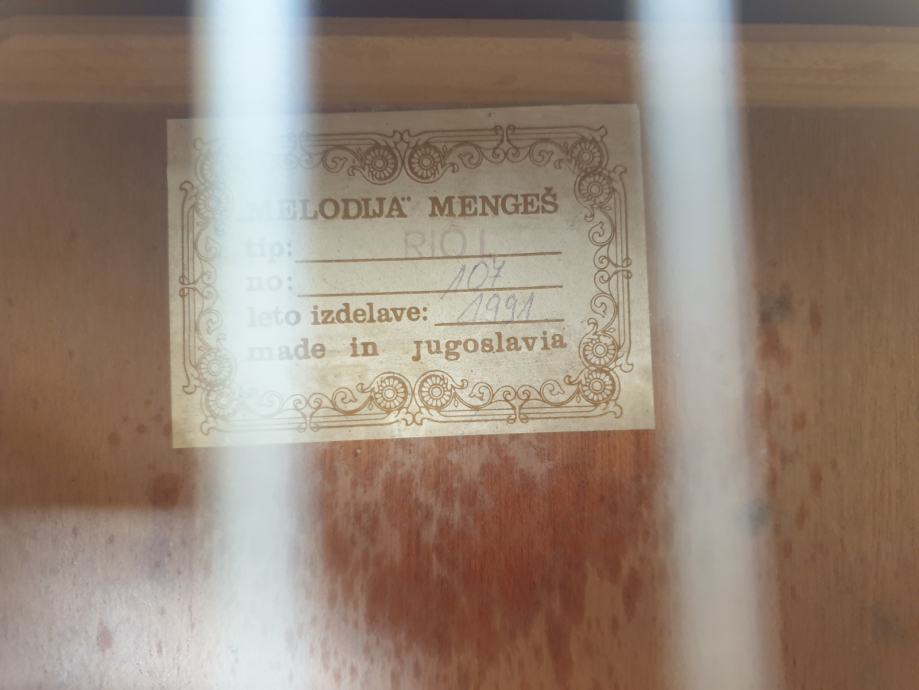 „MELODIJA" MENGEŠ
tip: RIO I
no: 107
leto izdelave: 1991
made in jugoslavia